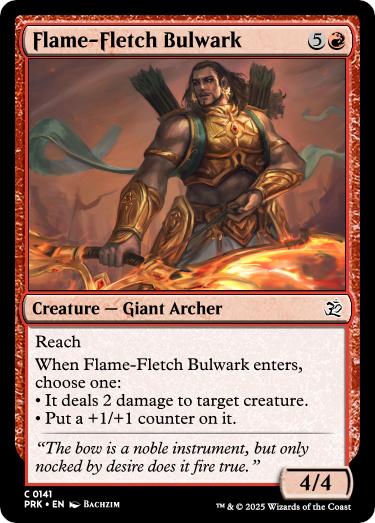 Flame-Fletch Bulwark 5
Creature — Giant Archer
Reach
When Flame-Fletch Bulwark enters,
choose one:
• It deals 2 damage to target creature.
• Put a +1/+1 counter on it.
“The bow is a noble instrument, but only
nocked by desire does it fire true.”
4/4
C 0141
PRK • EN Bachzim
™ & © 2025 Wizards of the Coast